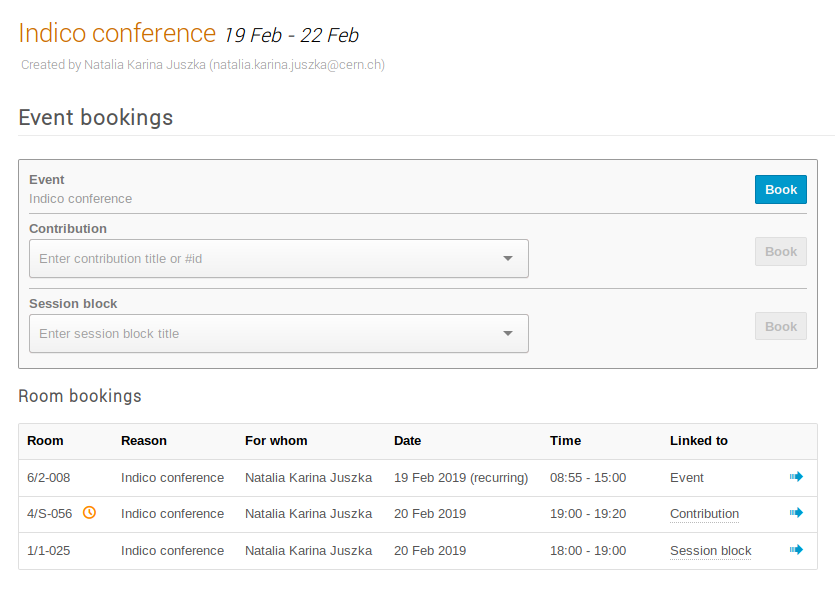 Indico conference 19 Feb - 22 Feb
Created by Natalia Karina Juszka (natalia.karina.juszka@cern.ch)
Event bookings
Event
Indico conference
Book
Contribution
Enter contribution title or #id
Book
Session block
Enter session block title
Book
Room bookings
Room Reason For whom Date Time Linked to
6/2-008 Indico conference Natalia Karina Juszka 19 Feb 2019 (recurring) 08:55 - 15:00 Event
4/S-056 Indico conference Natalia Karina Juszka 20 Feb 2019 19:00 - 19:20 Contribution
1/1-025 Indico conference Natalia Karina Juszka 20 Feb 2019 18:00 - 19:00 Session block